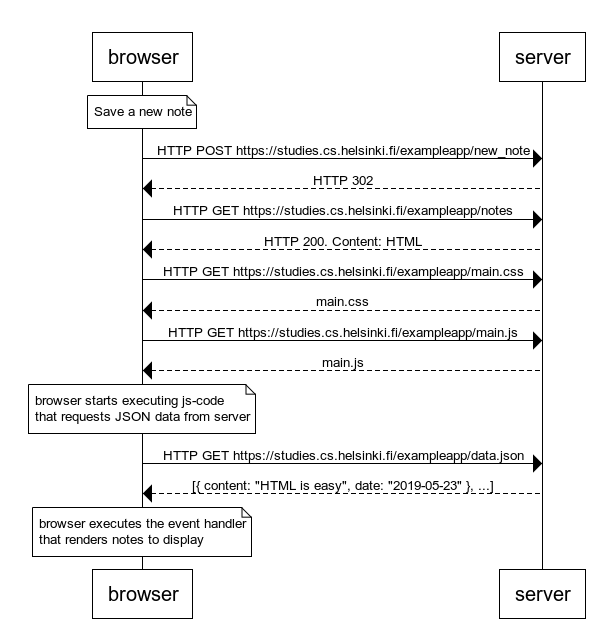 browser
server
Save a new note
HTTP POST https://studies.cs.helsinki.fi/exampleapp/new_note
HTTP 302
HTTP GET https://studies.cs.helsinki.fi/exampleapp/notes
HTTP 200. Content: HTML
HTTP GET https://studies.cs.helsinki.fi/exampleapp/main.css
main.css
HTTP GET https://studies.cs.helsinki.fi/exampleapp/main.js
main.js
browser starts executing js-code
that requests JSON data from server
HTTP GET https://studies.cs.helsinki.fi/exampleapp/data.json
[{ content: "HTML is easy", date: "2019-05-23" }, ...]
browser executes the event handler
that renders notes to display
browser
server